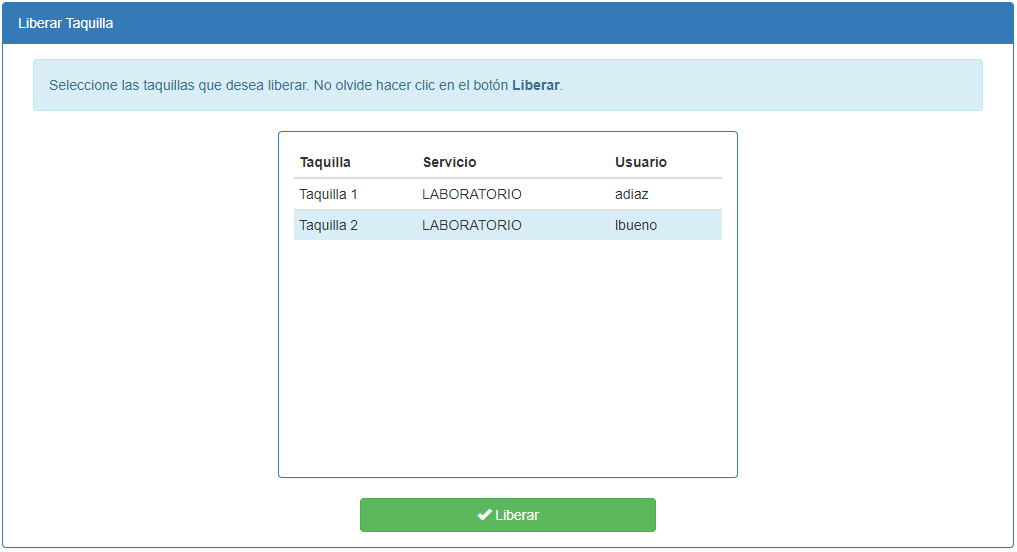 Liberar Taquilla
Seleccione las taquillas que desea liberar. No olvide hacer clic en el botón Liberar.
Taquilla Servicio Usuario
Taquilla 1 LABORATORIO adiaz
Taquilla 2 LABORATORIO lbueno
Liberar